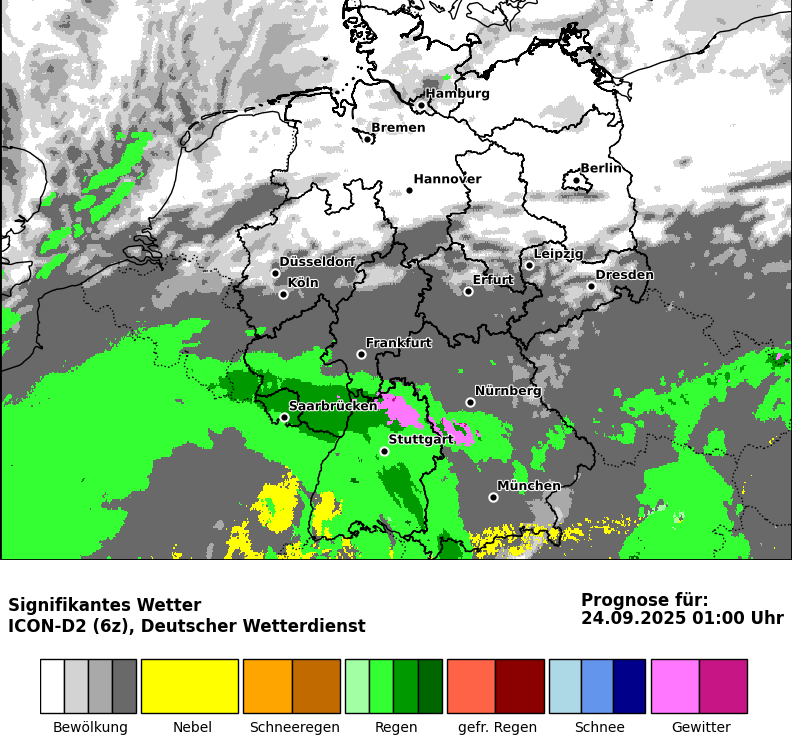 Hamburg
Bremen
Berlin
Hannover
Leipzig
Düsseldorf
Dresden
Köln
Erfurt
Frankfurt
Nürnberg
Saarbrücken
Stuttgart
München
Signifikantes Wetter
ICON-D2 (6z), Deutscher Wetterdienst
Prognose für:
24.09.2025 01:00 Uhr
Bewölkung
Nebel
Schneeregen
Regen
gefr. Regen
Schnee
Gewitter